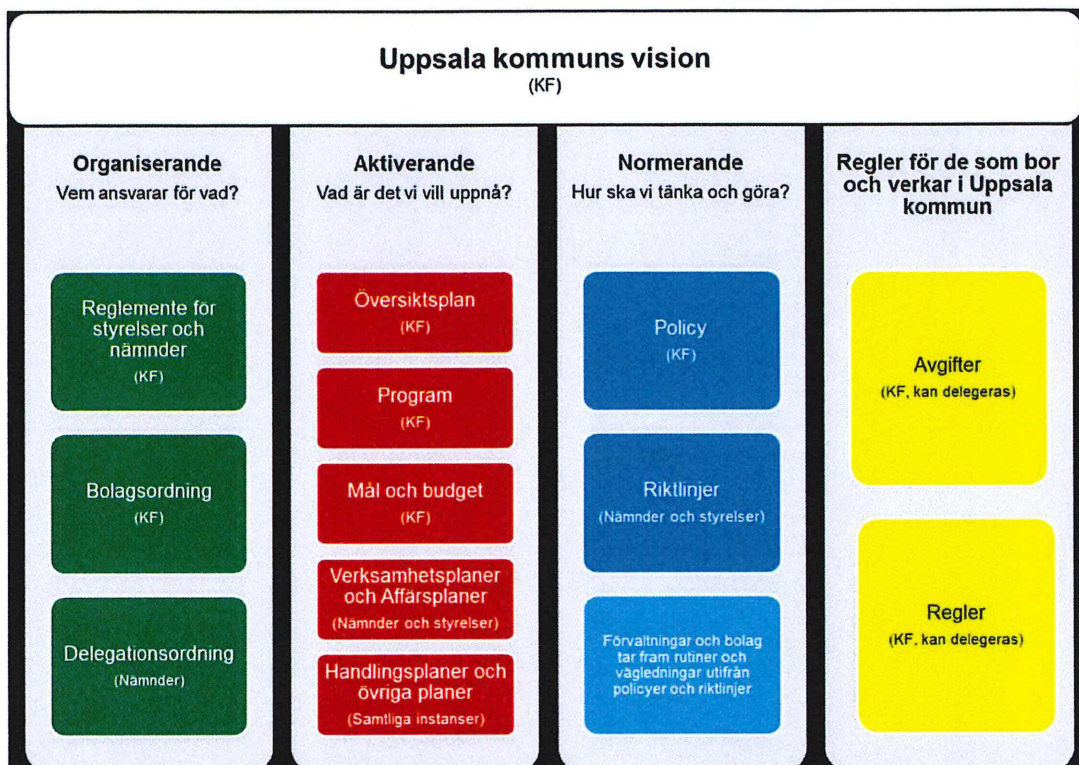 Uppsala kommuns vision
(KF)
Organiserande
Vem ansvarar för vad?
Reglemente för
styrelser och
nämnder
(KF)
Bolagsordning
(KF)
Delegationsordning
(Nämnder)
Aktiverande
Vad är det vi vill uppnå?
Översiktsplan
(KF)
Program
(KF)
Mål och budget
(KF)
Verksamhetsplaner
och Affärsplaner
(Nämnder och styrelser)
Handlingsplaner och
övriga planer
(Samtliga instanser)
Normerande
Hur ska vi tänka och göra?
Policy
(KF)
Riktlinjer
(Nämnder och styrelser)
Förvaltningar och bolag
tar fram rutiner och
vägledningar utifrån
policyer och riktlinjer
Regler för de som bor
och verkar i Uppsala
kommun
Avgifter
(KF, kan delegeras)
Regler
(KF, kan delegeras)